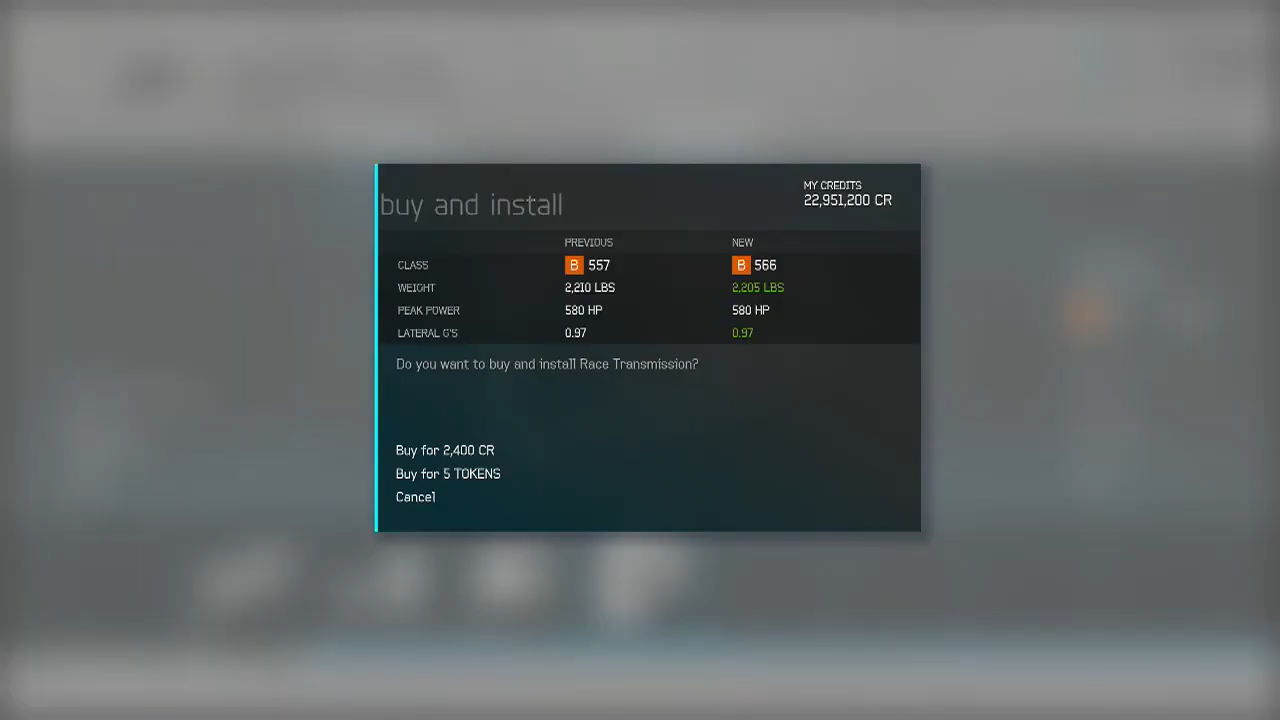 MY CREDITS
buy and install
22,951,200 CR
PREVIOUS NEW
CLASS B 557 B 566
WEIGHT 2,210 LBS 2,205 LBS
PEAK POWER 580 HP 580 HP
LATERAL G'S 0.97 0.97
Do you want to buy and install Race Transmission?
Buy for 2,400 CR
Buy for 5 TOKENS
Cancel